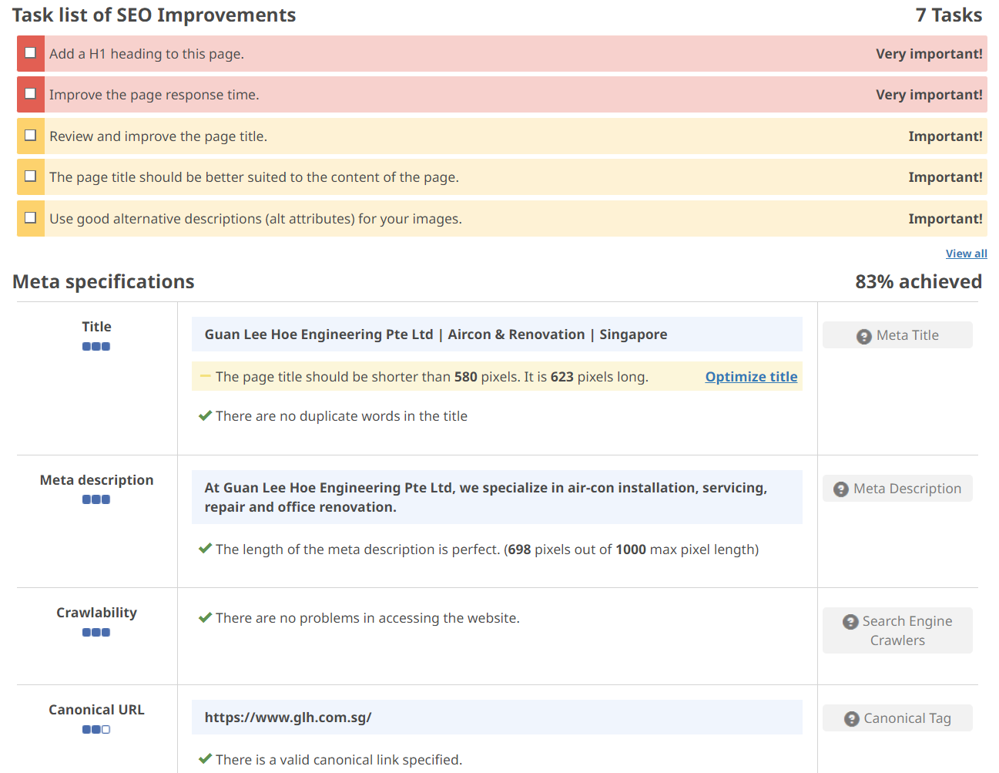 Task list of SEO Improvements
7 Tasks
Add a H1 heading to this page.
Very important!
Improve the page response time.
Very important!
Review and improve the page title.
Important!
The page title should be better suited to the content of the page.
Important!
Use good alternative descriptions (alt attributes) for your images.
Important!
View all
Meta specifications
83% achieved
Title
Guan Lee Hoe Engineering Pte Ltd | Aircon & Renovation | Singapore
The page title should be shorter than 580 pixels. It is 623 pixels long.
Optimize title
There are no duplicate words in the title
Meta Title
Meta description
At Guan Lee Hoe Engineering Pte Ltd, we specialize in air-con installation, servicing,
repair and office renovation.
The length of the meta description is perfect. (698 pixels out of 1000 max pixel length)
Meta Description
Crawlability
There are no problems in accessing the website.
Search Engine
Crawlers
Canonical URL
https://www.glh.com.sg/
There is a valid canonical link specified.
Canonical Tag